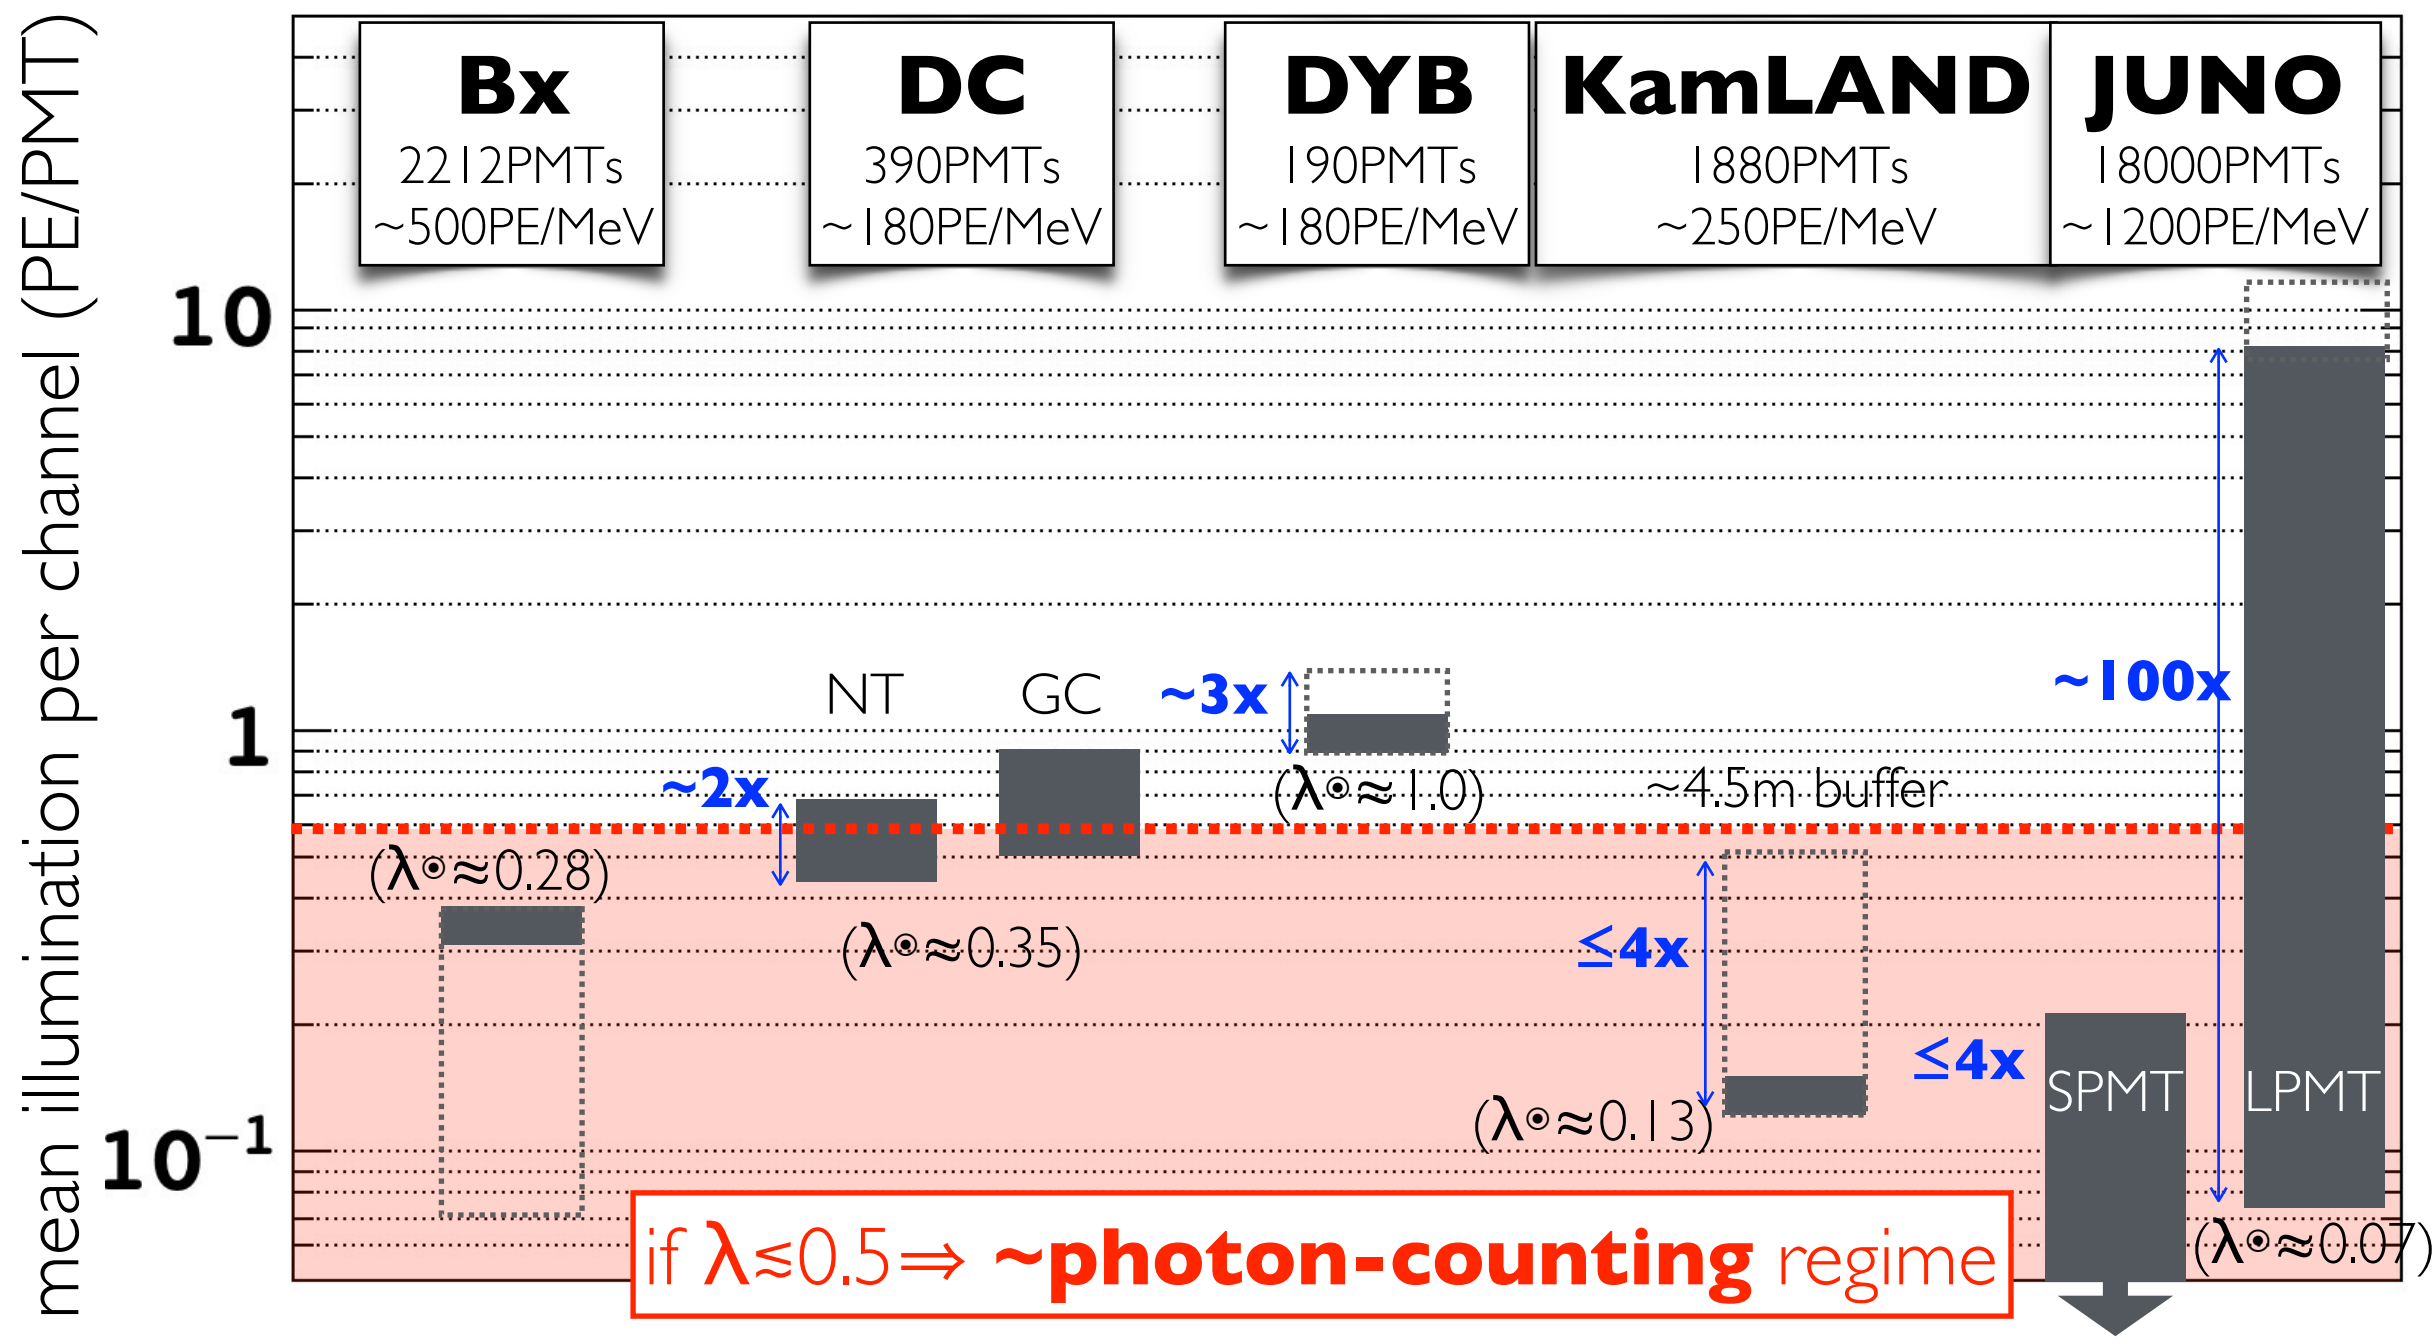 mean illumination per channel (PE/PMT)
Bx
2212PMTs
~500PE/MeV
DC
390PMTs
~180PE/MeV
DYB
190PMTs
~180PE/MeV
KamLAND
1880PMTs
~250PE/MeV
JUNO
18000PMTs
~1200PE/MeV
10
1
10⁻¹
NT
GC
~3x
~100x
~2x
(λ⊙≈1.0)
~4.5m buffer
(λ⊙≈0.28)
(λ⊙≈0.35)
≤4x
≤4x
SPMT
LPMT
(λ⊙≈0.13)
(λ⊙≈0.07)
if λ≲0.5⇒ ~photon-counting regime